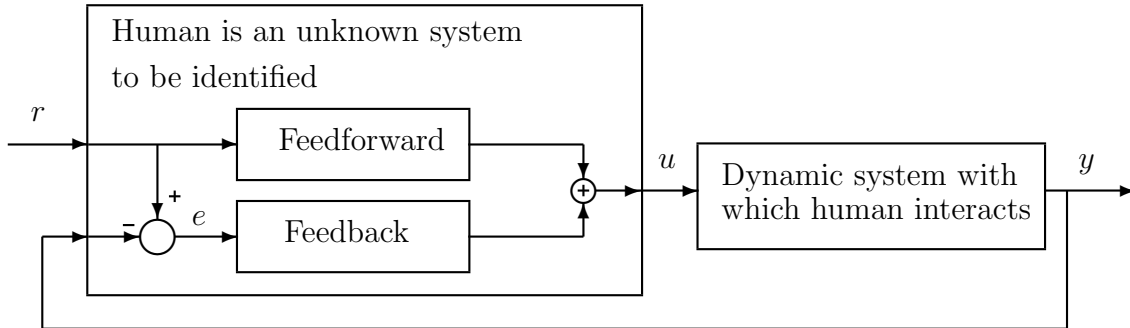 Human is an unknown system
to be identified
r
Feedforward
u
y
Dynamic system with
which human interacts
+
+
−
e
Feedback